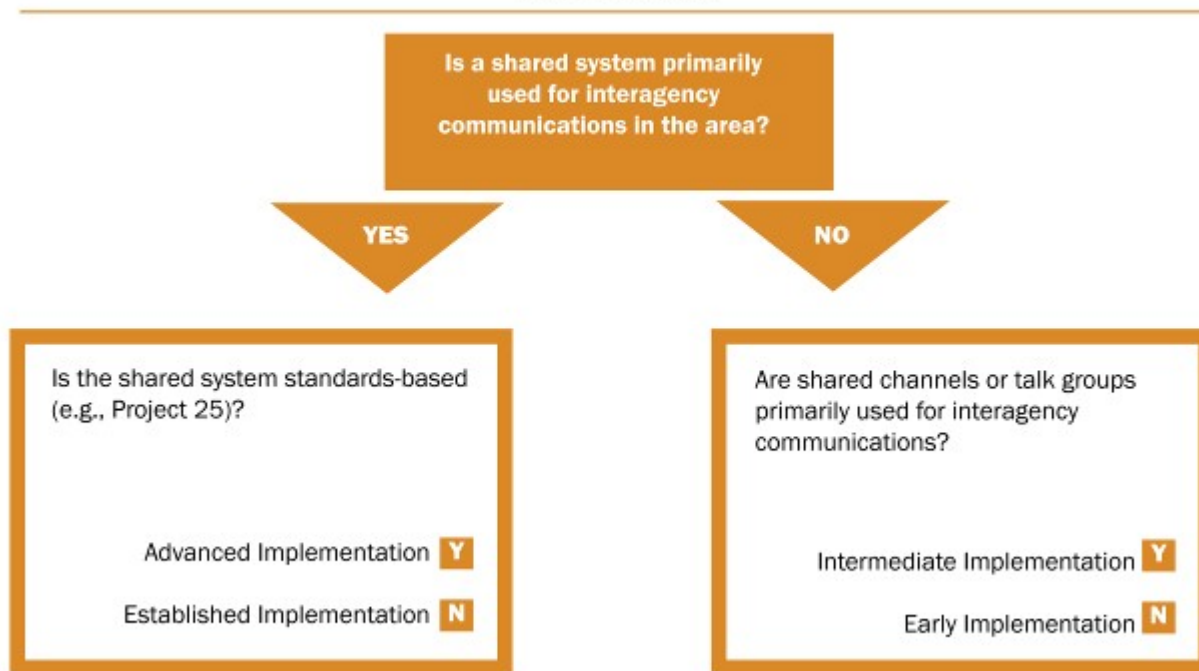 Is a shared system primarily
used for interagency
communications in the area?
YES
NO
Is the shared system standards-based
(e.g., Project 25)?
Advanced Implementation Y
Established Implementation N
Are shared channels or talk groups
primarily used for interagency
communications?
Intermediate Implementation Y
Early Implementation N